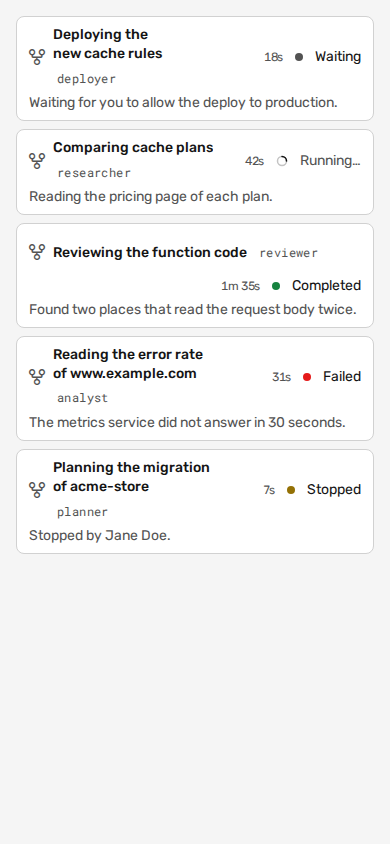 Deploying the
new cache rules
deployer
18s Waiting
Waiting for you to allow the deploy to production.
Comparing cache plans
researcher
42s Running...
Reading the pricing page of each plan.
Reviewing the function code reviewer
1m 35s Completed
Found two places that read the request body twice.
Reading the error rate
of www.example.com
analyst
31s Failed
The metrics service did not answer in 30 seconds.
Planning the migration
of acme-store
planner
7s Stopped
Stopped by Jane Doe.